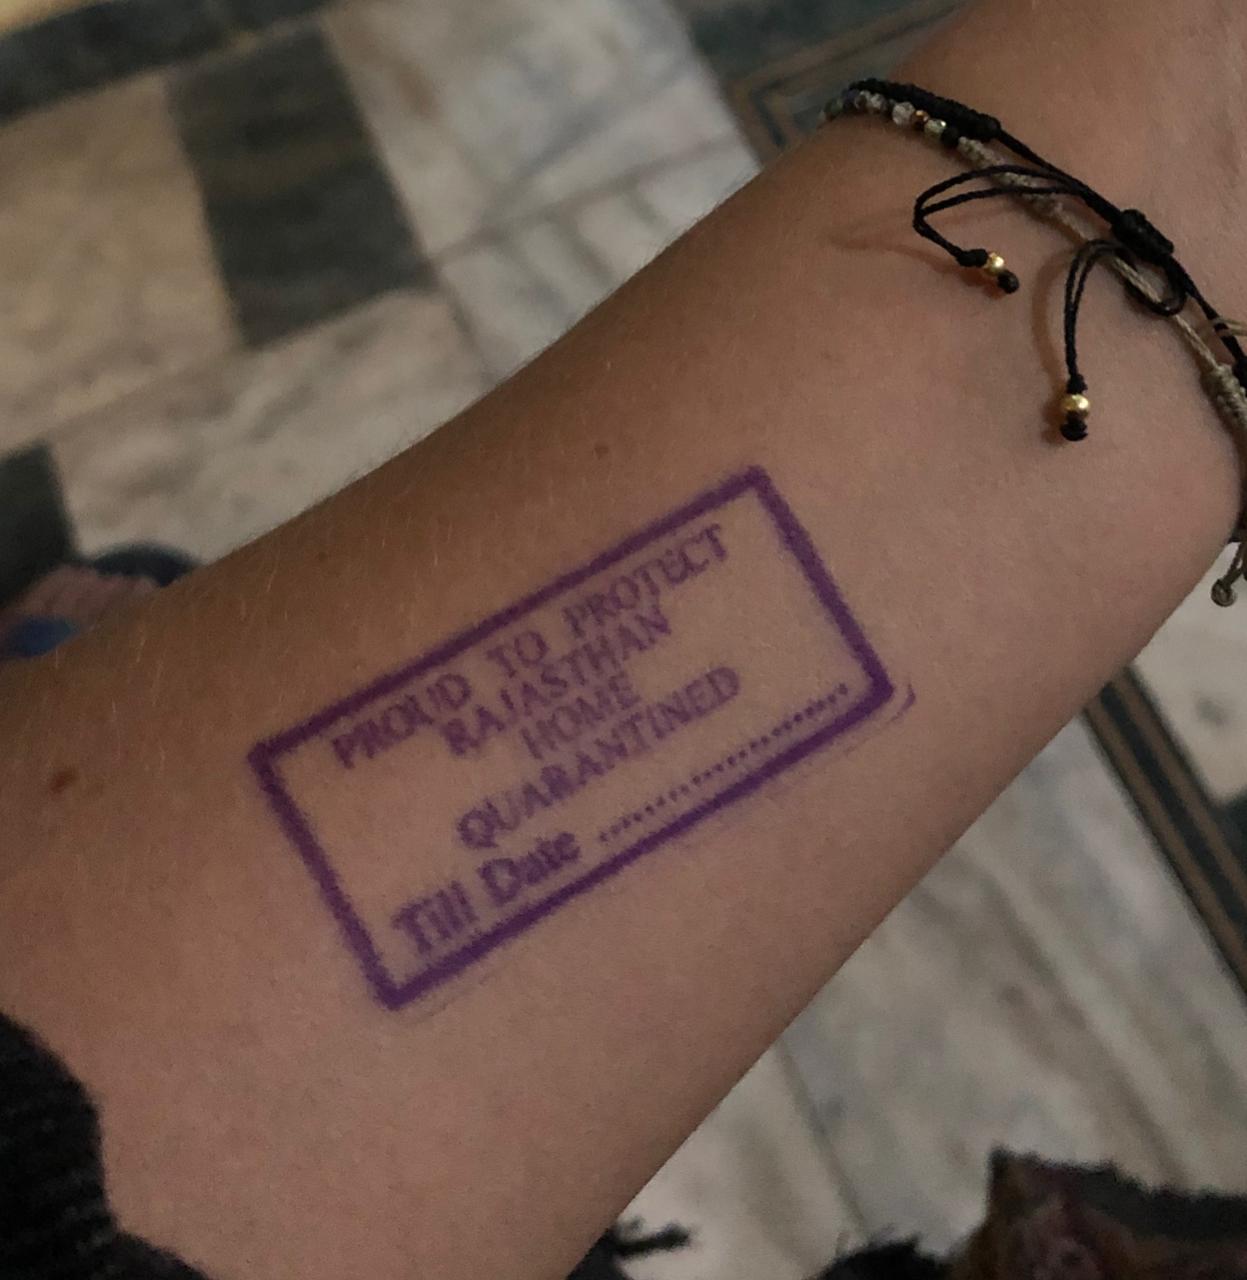 PROUD TO PROTECT
RAJASTHAN
HOME
QUARANTINED
Till Date ........................